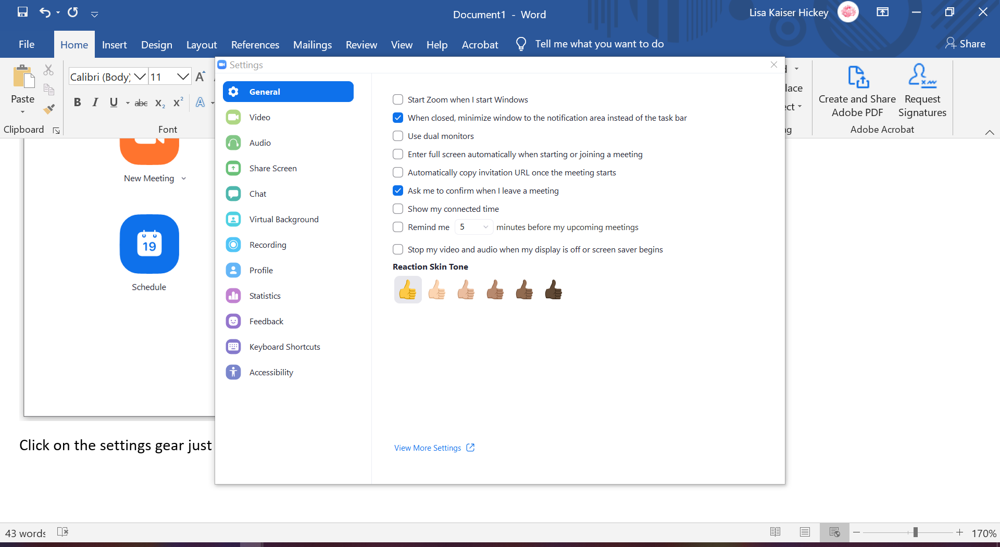 Document1 - Word
Lisa Kaiser Hickey
File Home Insert Design Layout References Mailings Review View Help Acrobat Tell me what you want to do Share
Calibri (Body) 11 A
Paste
B I U abc X₂ X² A
Clipboard
Font
lace
ect
ng
Create and Share
Adobe PDF
Request
Signatures
Adobe Acrobat
New Meeting
19
Schedule
Click on the settings gear just
Settings
General
Video
Audio
Share Screen
Chat
Virtual Background
Recording
Profile
Statistics
Feedback
Keyboard Shortcuts
Accessibility
Start Zoom when I start Windows
When closed, minimize window to the notification area instead of the task bar
Use dual monitors
Enter full screen automatically when starting or joining a meeting
Automatically copy invitation URL once the meeting starts
Ask me to confirm when I leave a meeting
Show my connected time
Remind me 5 minutes before my upcoming meetings
Stop my video and audio when my display is off or screen saver begins
Reaction Skin Tone
View More Settings
43 words
170%